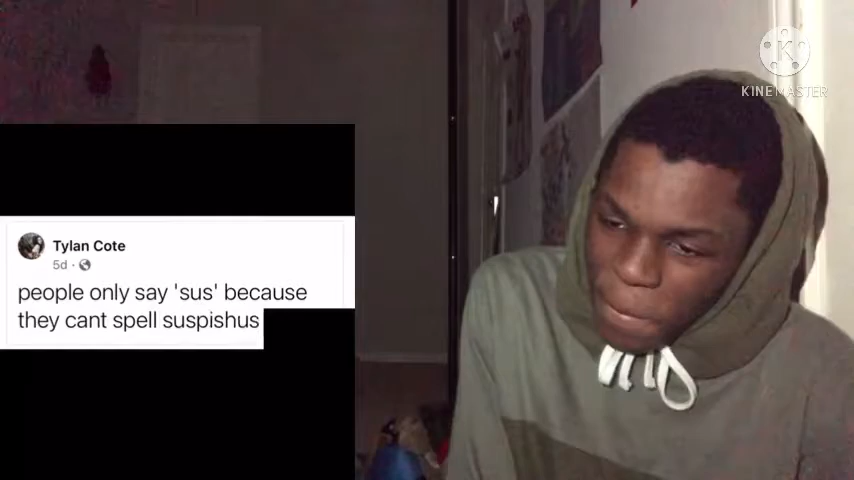 KINEMASTER
Tylan Cote
5d
people only say 'sus' because
they cant spell suspishus